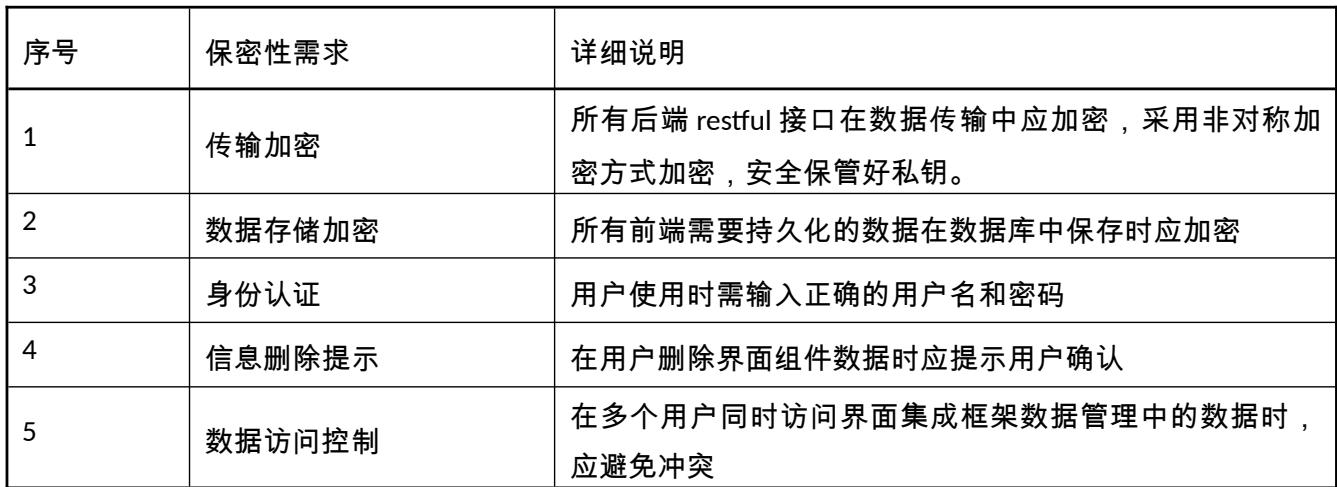 序号 保密性需求 详细说明
1 传输加密 所有后端 restful 接口在数据传输中应加密，采用非对称加
密方式加密，安全保管好私钥。
2 数据存储加密 所有前端需要持久化的数据在数据库中保存时应加密
3 身份认证 用户使用时需输入正确的用户名和密码
4 信息删除提示 在用户删除界面组件数据时应提示用户确认
5 数据访问控制 在多个用户同时访问界面集成框架数据管理中的数据时，
应避免冲突